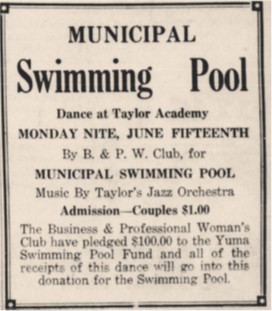 MUNICIPAL
Swimming Pool
Dance at Taylor Academy
MONDAY NITE, JUNE FIFTEENTH
By B. & P. W. Club, for
MUNICIPAL SWIMMING POOL
Music By Taylor's Jazz Orchestra
Admission—Couples $1.00
The Business & Professional Woman's
Club have pledged $100.00 to the Yuma
Swimming Pool Fund and all of the
receipts of this dance will go into this
donation for the Swimming Pool.